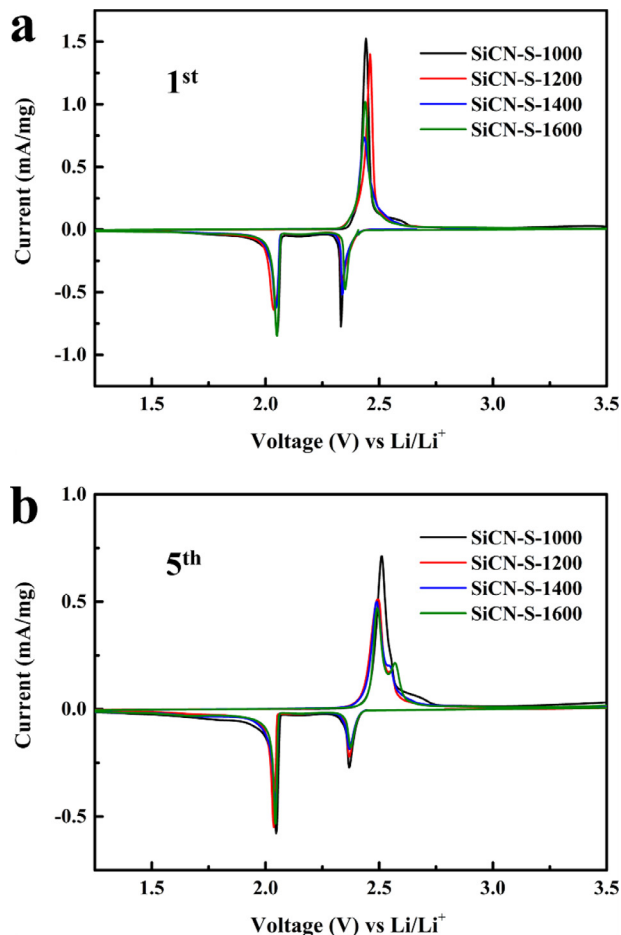 a
1st
SiCN-S-1000
SiCN-S-1200
SiCN-S-1400
SiCN-S-1600
Current (mA/mg)
1.5
1.0
0.5
0.0
-0.5
-1.0
1.5 2.0 2.5 3.0 3.5
Voltage (V) vs Li/Li+
b
5th
SiCN-S-1000
SiCN-S-1200
SiCN-S-1400
SiCN-S-1600
Current (mA/mg)
1.0
0.5
0.0
-0.5
1.5 2.0 2.5 3.0 3.5
Voltage (V) vs Li/Li+